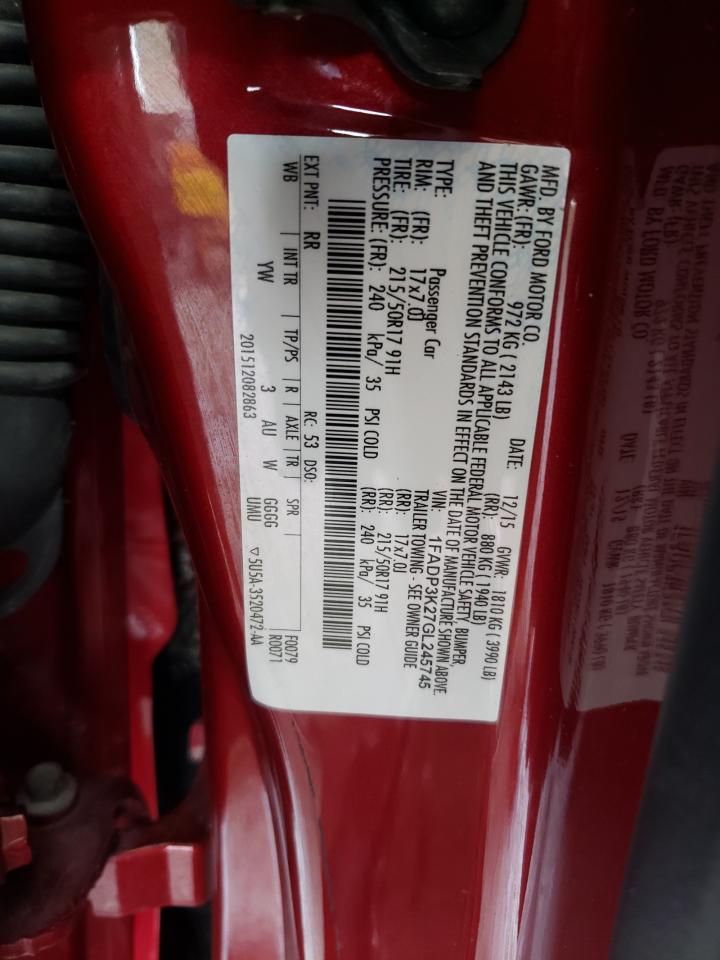 MFD. BY FORD MOTOR CO. DATE: 12/15 GVWR: 1810 KG ( 3990 LB)
GAWR: (FR): 972 KG ( 2143 LB) (RR): 880 KG ( 1940 LB)
THIS VEHICLE CONFORMS TO ALL APPLICABLE FEDERAL MOTOR VEHICLE SAFETY, BUMPER,
AND THEFT PREVENTION STANDARDS IN EFFECT ON THE DATE OF MANUFACTURE SHOWN ABOVE.
VIN: 1FADP3K27GL245745
TYPE: Passenger Car TRAILER TOWING - SEE OWNER GUIDE
RIM: (FR): 17x7.0J (RR): 17x7.0J
TIRE: (FR): 215/50R17 91H (RR): 215/50R17 91H
PRESSURE: (FR): 240 kPa/ 35 PSI COLD (RR): 240 kPa/ 35 PSI COLD
EXT PNT: RR RC: 53 DSO: F0079
WB INT TR TP/PS R AXLE TR SPR R0071
YW 3 AU W GGGG
UMU ▽5U5A-3520472-AA
201512082863